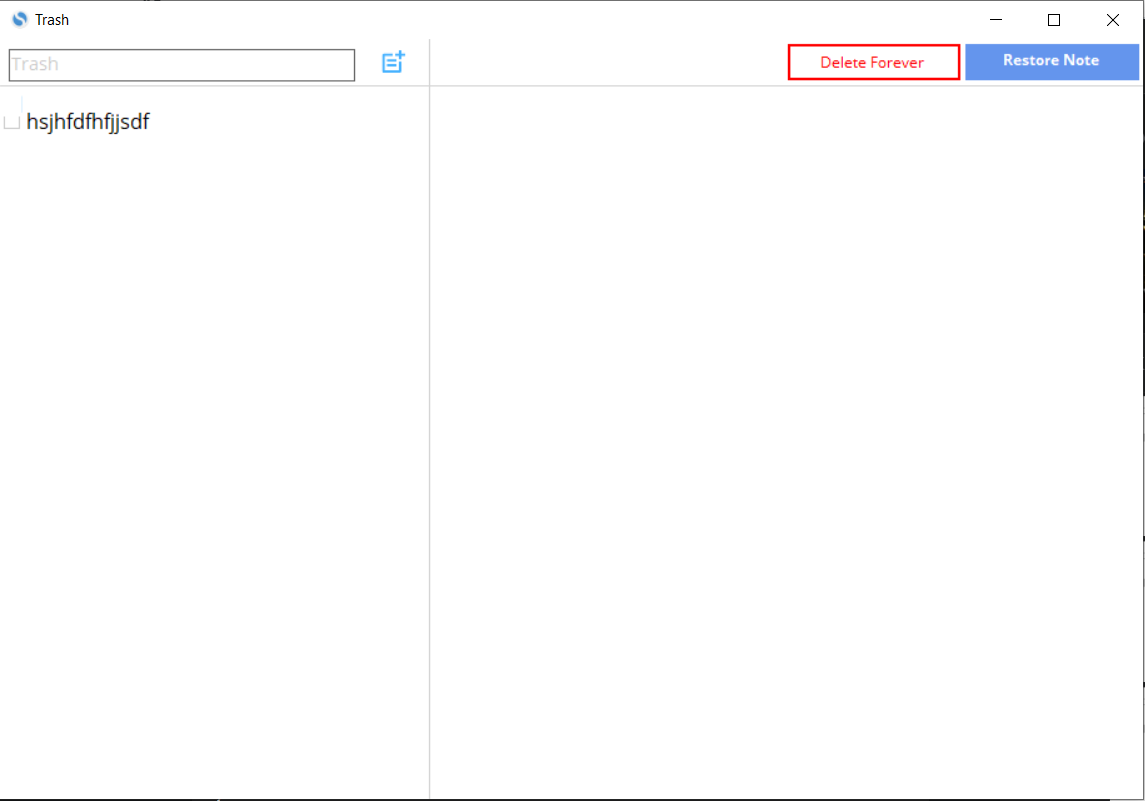 Trash
Trash
Delete Forever
Restore Note
hsjhfdfhfjjsdf